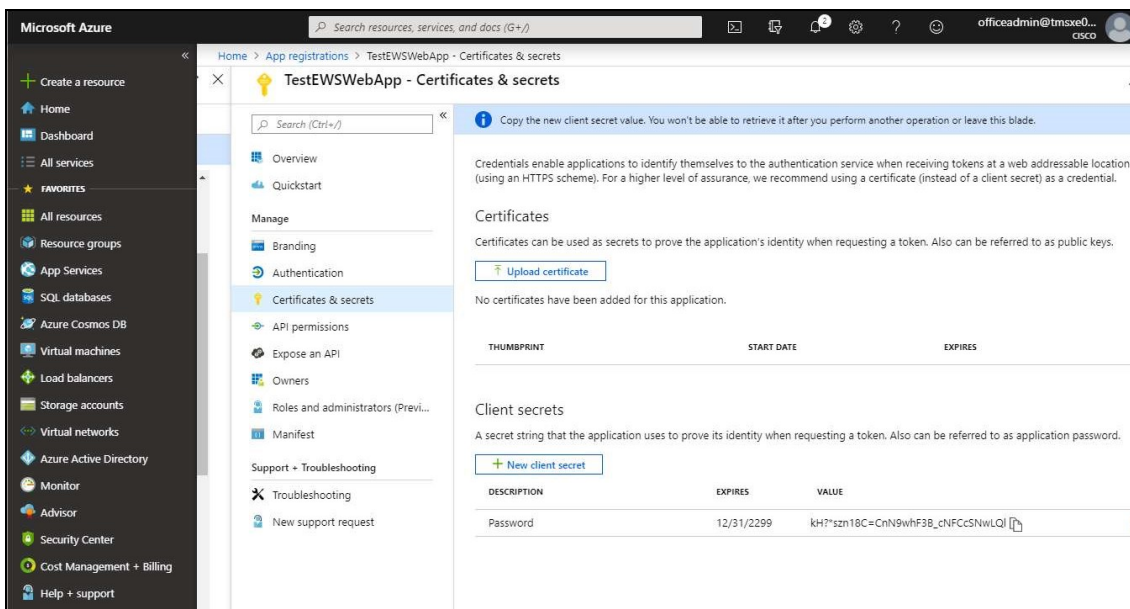 Microsoft Azure
Search resources, services, and docs (G+/)
2
officeadmin@tmsxe0...
CISCO
Home > App registrations > TestEWSWebApp - Certificates & secrets
TestEWSWebApp - Certificates & secrets
Create a resource
Home
Dashboard
All services
FAVORITES
All resources
Resource groups
App Services
SQL databases
Azure Cosmos DB
Virtual machines
Load balancers
Storage accounts
Virtual networks
Azure Active Directory
Monitor
Advisor
Security Center
Cost Management + Billing
Help + support
Search (Ctrl+/)
Overview
Quickstart
Manage
Branding
Authentication
Certificates & secrets
API permissions
Expose an API
Owners
Roles and administrators (Previ...
Manifest
Support + Troubleshooting
Troubleshooting
New support request
Copy the new client secret value. You won't be able to retrieve it after you perform another operation or leave this blade.
Credentials enable applications to identify themselves to the authentication service when receiving tokens at a web addressable location
(using an HTTPS scheme). For a higher level of assurance, we recommend using a certificate (instead of a client secret) as a credential.
Certificates
Certificates can be used as secrets to prove the application's identity when requesting a token. Also can be referred to as public keys.
Upload certificate
No certificates have been added for this application.
THUMBPRINT START DATE EXPIRES
Client secrets
A secret string that the application uses to prove its identity when requesting a token. Also can be referred to as application password.
New client secret
DESCRIPTION EXPIRES VALUE
Password 12/31/2299 kH?*szn18C=CnN9whF3B_cNFCcSNwLQl